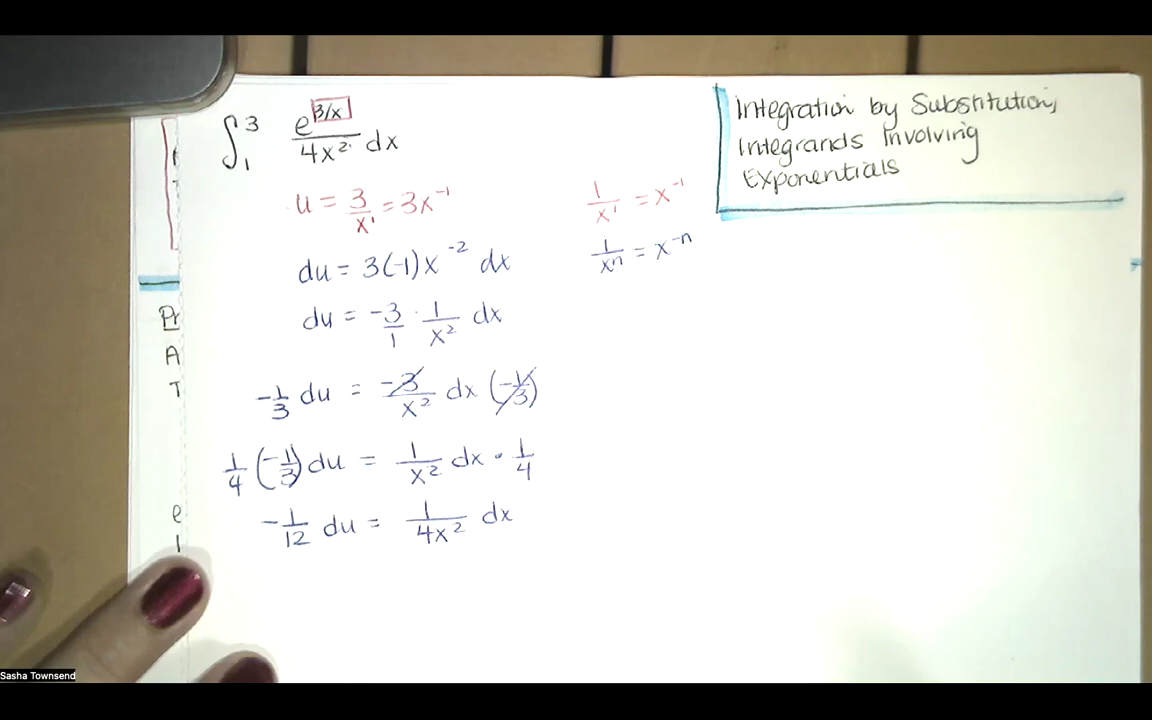 ∫₁³ e^(3/x) / 4x² dx
Integration by Substitution,
Integrands Involving
Exponentials
u = 3/x¹ = 3x⁻¹
1/x¹ = x⁻¹
du = 3(-1)x⁻² dx
1/xⁿ = x⁻ⁿ
du = -3/1 · 1/x² dx
-1/3 du = -3/x² dx (-1/3)
1/4 (-1/3) du = 1/x² dx · 1/4
-1/12 du = 1/4x² dx
Pr
A
T
e
Sasha Townsend